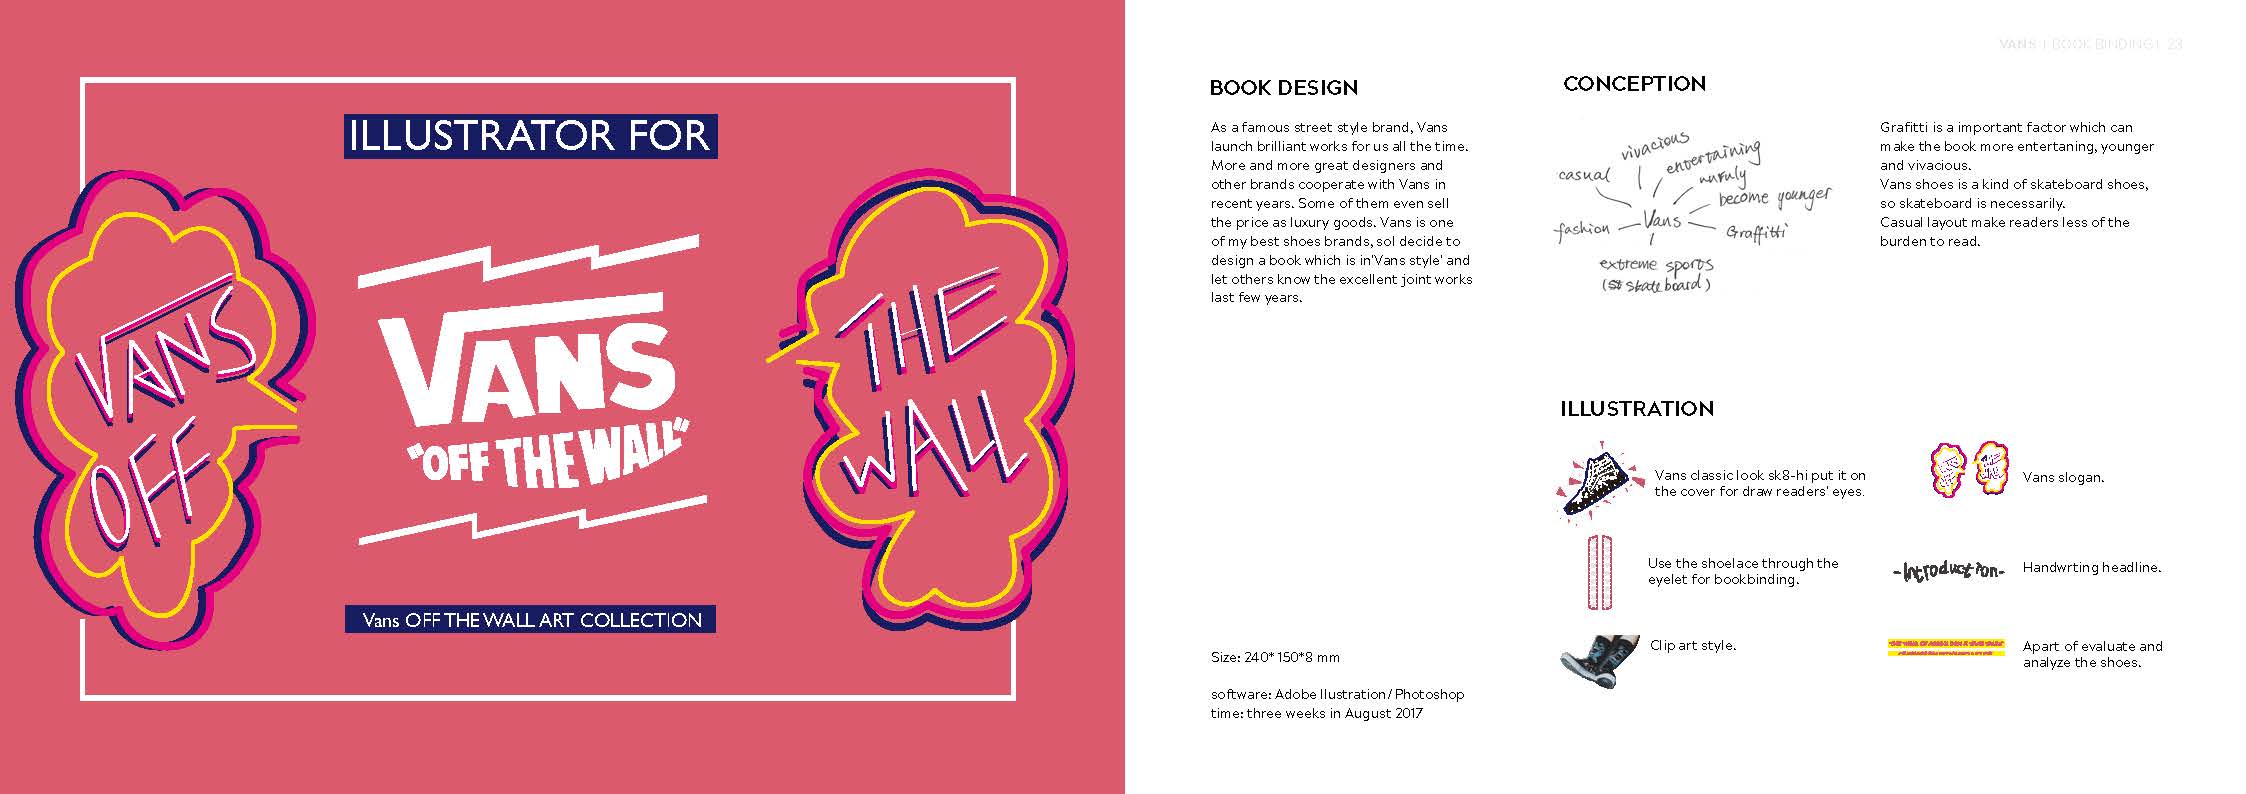 ILLUSTRATOR FOR
VANS
OFF
VANS
"OFF THE WALL"
THE
WALL
Vans OFF THE WALL ART COLLECTION
VANS | BOOK BINDING | 23
BOOK DESIGN
As a famous street style brand, Vans
launch brilliant works for us all the time.
More and more great designers and
other brands cooperate with Vans in
recent years. Some of them even sell
the price as luxury goods. Vans is one
of my best shoes brands, soI decide to
design a book which is in'Vans style' and
let others know the excellent joint works
last few years.
Size: 240*150*8 mm
software: Adobe Ilustration/Photoshop
time: three weeks in August 2017
CONCEPTION
vivacious
entertaining
casual
unruly
become younger
Vans
fashion
Graffitti
extreme sports
(skateboard)
Grafitti is a important factor which can
make the book more entertaning, younger
and vivacious.
Vans shoes is a kind of skateboard shoes,
so skateboard is necessarily.
Casual layout make readers less of the
burden to read.
ILLUSTRATION
Vans classic look sk8-hi put it on
the cover for draw readers' eyes.
VANS
OFF
THE
WALL
Vans slogan.
Use the shoelace through the
eyelet for bookbinding.
-Introduction-
Handwrting headline.
Clip art style.
Apart of evaluate and
analyze the shoes.